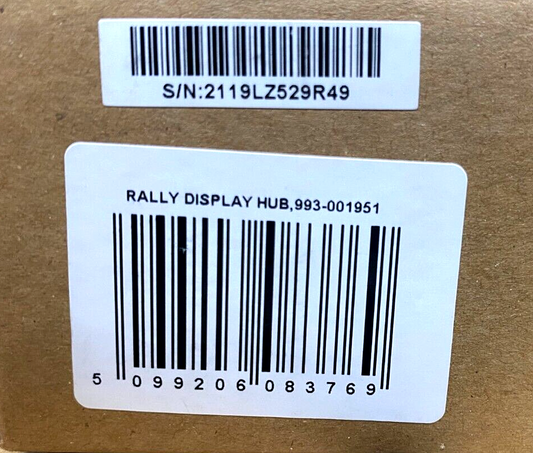 S/N:2119LZ529R49
RALLY DISPLAY HUB,993-001951
5 099206 083769